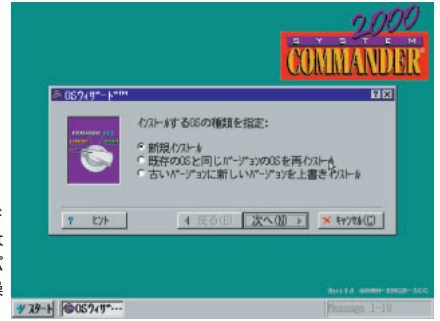 2000
SYSTEM
COMMANDER
OSウィザード™
インストールするOSの種類を指定:
新規インストール
既存のOSと同じバージョンのOSを再インストール
古いバージョンに新しいバージョンを上書きインストール
? ヒント
戻る(B)
次へ(N)
キャンセル(C)
スタート
OSウィザ…
Message 1-10